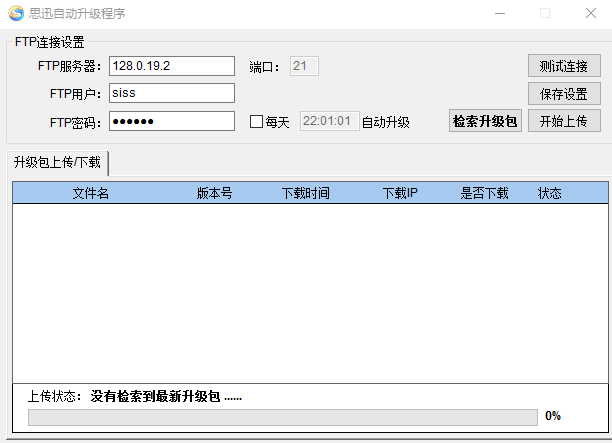 思迅自动升级程序
FTP连接设置
FTP服务器： 128.0.19.2 端口： 21 测试连接
FTP用户： siss 保存设置
FTP密码： ●●●●●● 每天 22:01:01 自动升级 检索升级包 开始上传
升级包上传/下载
文件名 版本号 下载时间 下载IP 是否下载 状态
上传状态： 没有检索到最新升级包 ......
0%